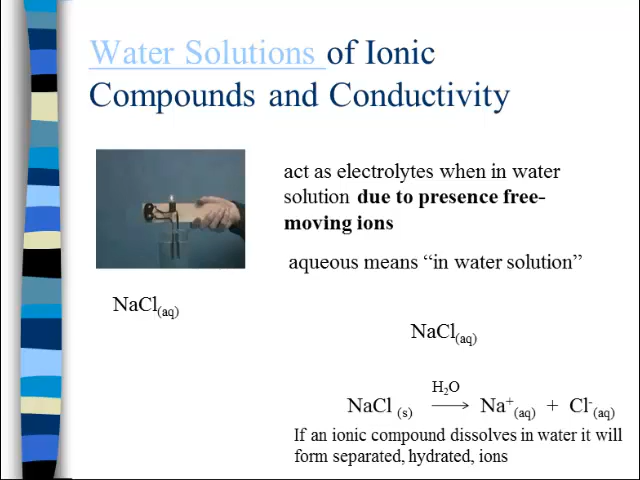 Water Solutions of Ionic
Compounds and Conductivity
act as electrolytes when in water
solution due to presence free-
moving ions
aqueous means “in water solution”
NaCl(aq)
NaCl(aq)
H₂O
NaCl (s) ⟶ Na⁺(aq) + Cl⁻(aq)
If an ionic compound dissolves in water it will
form separated, hydrated, ions